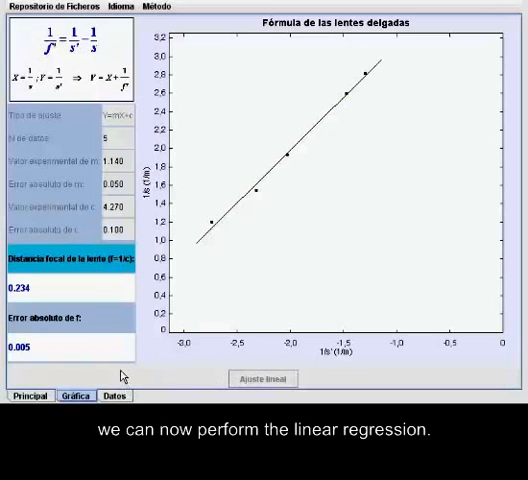 Repositorio de Ficheros Idioma Método
Fórmula de las lentes delgadas
1/f' = 1/s' - 1/s
X=1/s ; Y=1/s' ⇒ Y=X+1/f'
Tipo de ajuste Y=mX+c
N de datos: 5
Valor experimental de m: 1.140
Error absoluto de m: 0.050
Valor experimental de c: 4.270
Error absoluto de c: 0.100
Distancia focal de la lente (f=1/c):
0.234
Error absoluto de f:
0.005
3,2
3,0
2,8
2,6
2,4
2,2
2,0
1,8
1,6
1,4
1,2
1,0
0,8
0,6
0,4
0,2
0
1/s (1/m)
-3,0 -2,5 -2,0 -1,5 -1,0 -0,5 0
1/s' (1/m)
Ajuste lineal
Principal Gráfica Datos
we can now perform the linear regression.